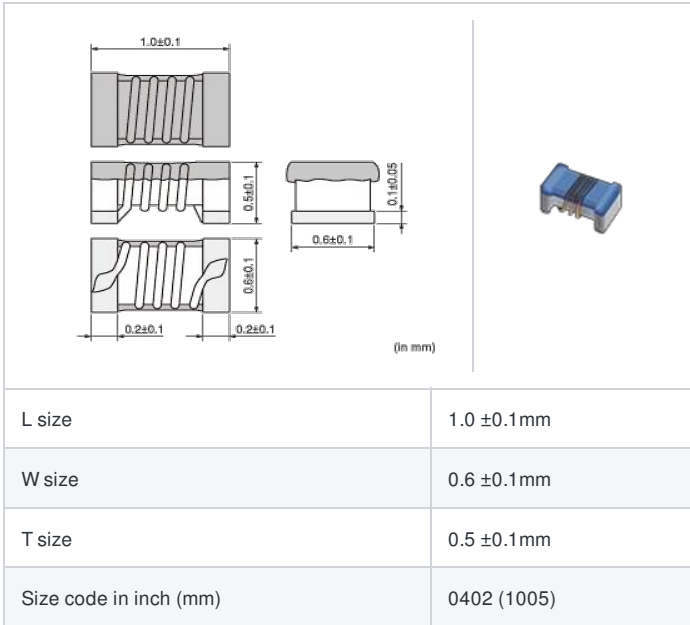 1.0±0.1
0.5±0.1
0.1±0.05
0.6±0.1
0.6±0.1
0.2±0.1
0.2±0.1
(in mm)
L size
1.0 ±0.1mm
W size
0.6 ±0.1mm
T size
0.5 ±0.1mm
Size code in inch (mm)
0402 (1005)